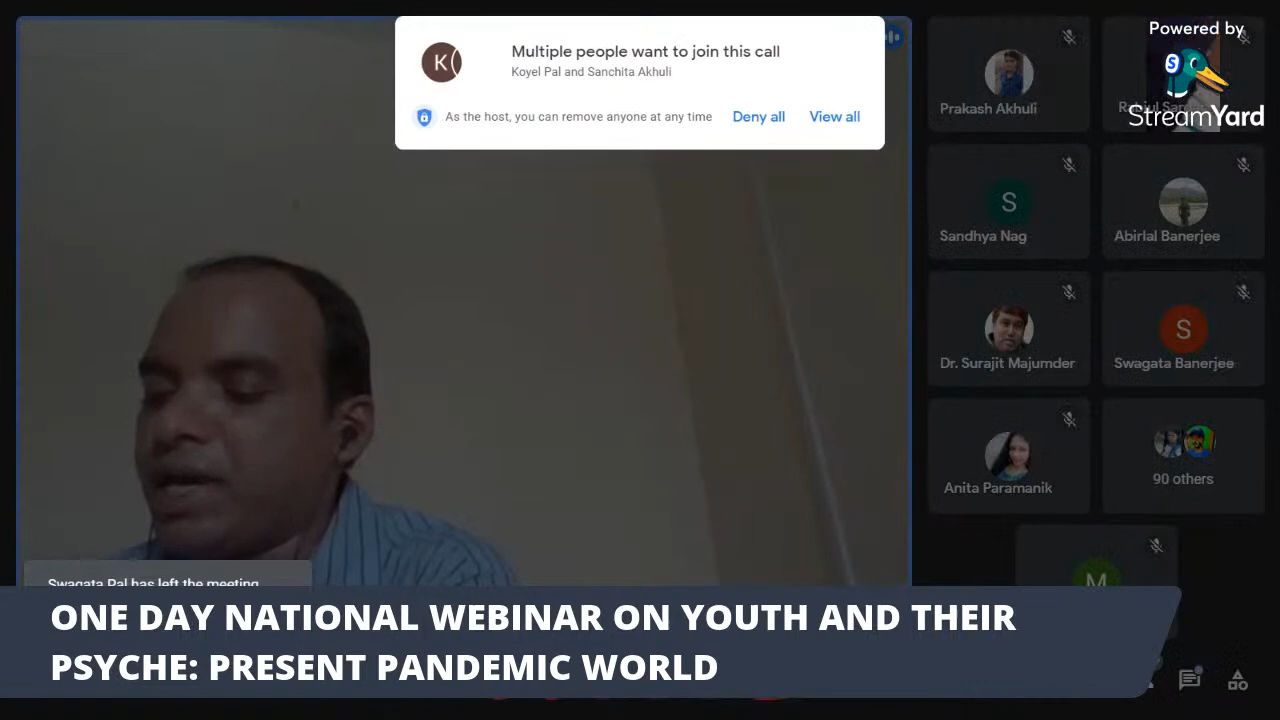 Multiple people want to join this call
Koyel Pal and Sanchita Akhuli
K(
As the host, you can remove anyone at any time
Deny all
View all
Powered by
S
StreamYard
Prakash Akhuli
S
Sandhya Nag
Abirlal Banerjee
Dr. Surajit Majumder
S
Swagata Banerjee
Anita Paramanik
90 others
M
Swagata Pal has left the meeting
ONE DAY NATIONAL WEBINAR ON YOUTH AND THEIR
PSYCHE: PRESENT PANDEMIC WORLD